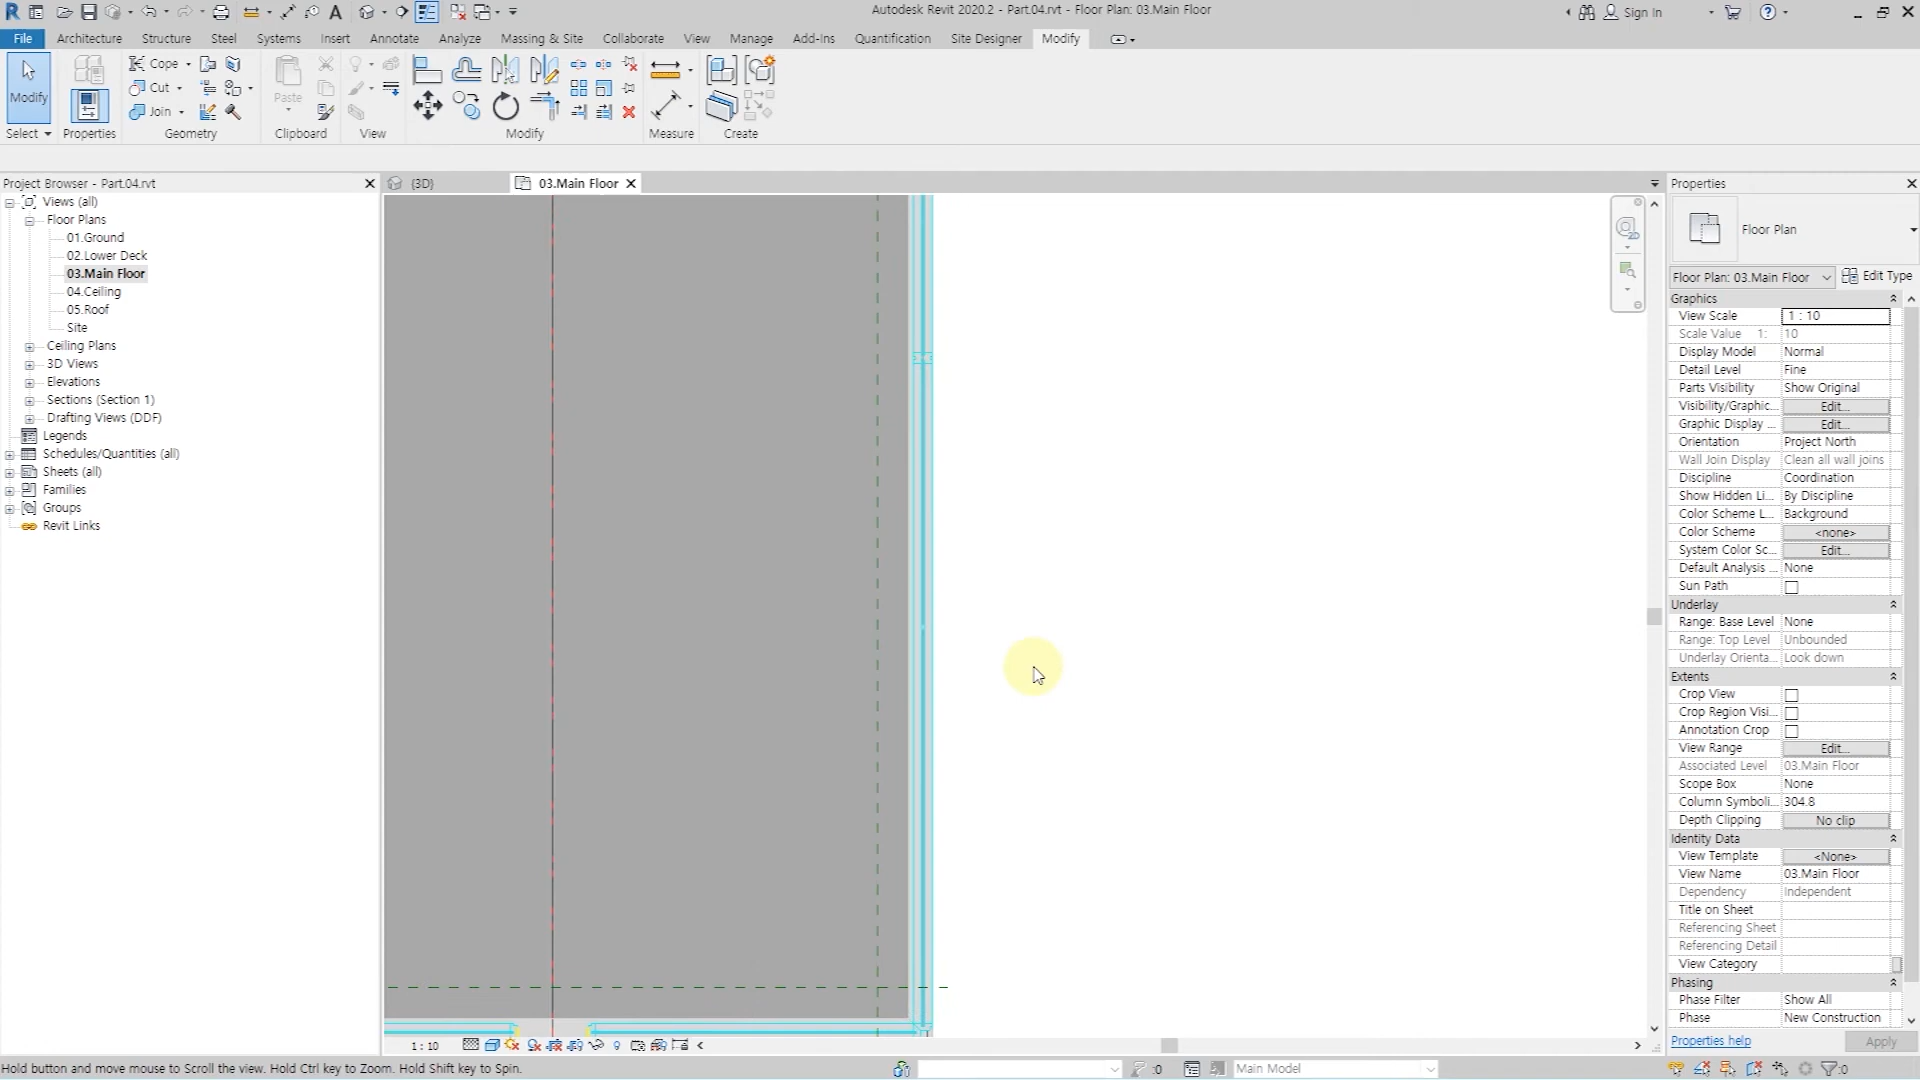 Autodesk Revit 2020.2 - Part.04.rvt - Floor Plan: 03.Main Floor
Sign In
File
Architecture
Structure
Steel
Systems
Insert
Annotate
Analyze
Massing & Site
Collaborate
View
Manage
Add-Ins
Quantification
Site Designer
Modify
Modify
Cope
Cut
Join
Paste
Select
Properties
Geometry
Clipboard
View
Modify
Measure
Create
Project Browser - Part.04.rvt
{3D}
03.Main Floor
Properties
Views (all)
Floor Plans
01.Ground
02.Lower Deck
03.Main Floor
04.Ceiling
05.Roof
Site
Ceiling Plans
3D Views
Elevations
Sections (Section 1)
Drafting Views (DDF)
Legends
Schedules/Quantities (all)
Sheets (all)
Families
Groups
Revit Links
2D
Floor Plan
Floor Plan: 03.Main Floor
Edit Type
Graphics
View Scale 1 : 10
Scale Value 1: 10
Display Model Normal
Detail Level Fine
Parts Visibility Show Original
Visibility/Graphic... Edit...
Graphic Display ... Edit...
Orientation Project North
Wall Join Display Clean all wall joins
Discipline Coordination
Show Hidden Li... By Discipline
Color Scheme L... Background
Color Scheme <none>
System Color Sc... Edit...
Default Analysis ... None
Sun Path
Underlay
Range: Base Level None
Range: Top Level Unbounded
Underlay Orienta... Look down
Extents
Crop View
Crop Region Visi...
Annotation Crop
View Range Edit...
Associated Level 03.Main Floor
Scope Box None
Column Symboli... 304.8
Depth Clipping No clip
Identity Data
View Template <None>
View Name 03.Main Floor
Dependency Independent
Title on Sheet
Referencing Sheet
Referencing Detail
View Category
Phasing
Phase Filter Show All
Phase New Construction
Properties help
Apply
1 : 10
Hold button and move mouse to Scroll the view. Hold Ctrl key to Zoom. Hold Shift key to Spin.
:0
Main Model
:0